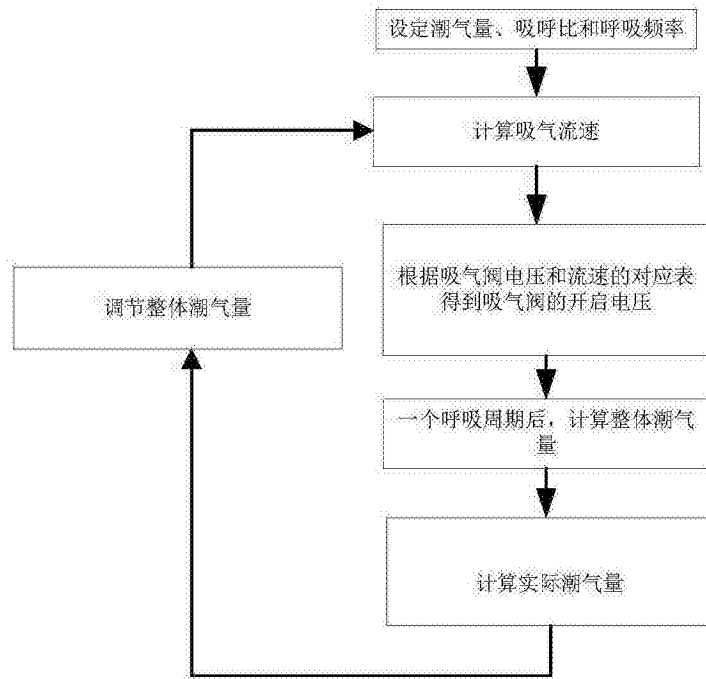 设定潮气量、吸呼比和呼吸频率
计算吸气流速
根据吸气阀电压和流速的对应表
得到吸气阀的开启电压
调节整体潮气量
一个呼吸周期后，计算整体潮气
量
计算实际潮气量